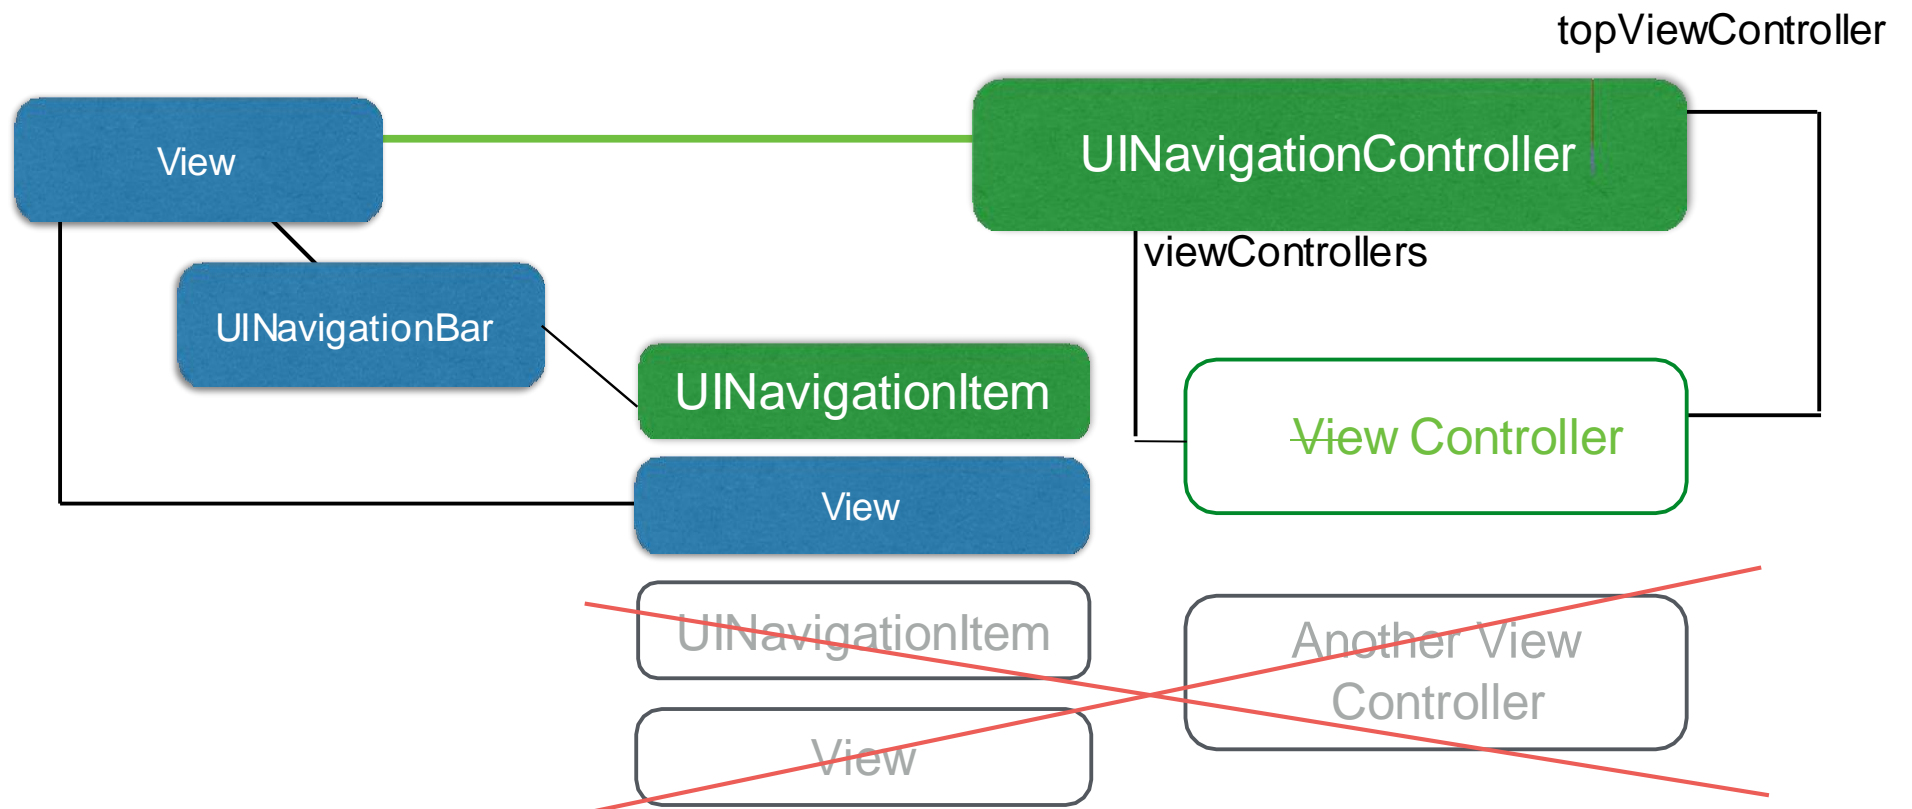 topViewController
View
UINavigationController
viewControllers
UINavigationBar
UINavigationItem
View Controller
View
UINavigationItem
Another View
Controller
View